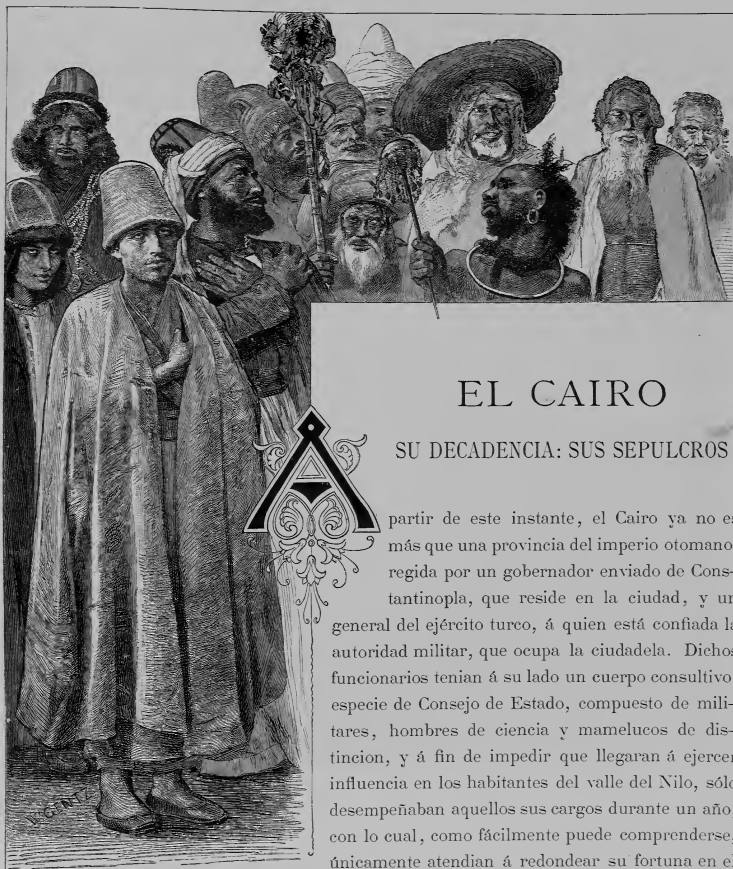 EL CAIRO
SU DECADENCIA: SUS SEPULCROS
A partir de este instante, el Cairo ya no es
más que una provincia del imperio otomano
regida por un gobernador enviado de Cons-
tantinopla, que reside en la ciudad, y un
general del ejército turco, á quien está confiada la
autoridad militar, que ocupa la ciudadela. Dichos
funcionarios tenian á su lado un cuerpo consultivo
especie de Consejo de Estado, compuesto de mili-
tares, hombres de ciencia y mamelucos de dis-
tincion, y á fin de impedir que llegaran á ejercer
influencia en los habitantes del valle del Nilo, sólo
desempeñaban aquellos sus cargos durante un año
con lo cual, como fácilmente puede comprenderse,
únicamente atendian á redondear su fortuna en el
W. GENTZ